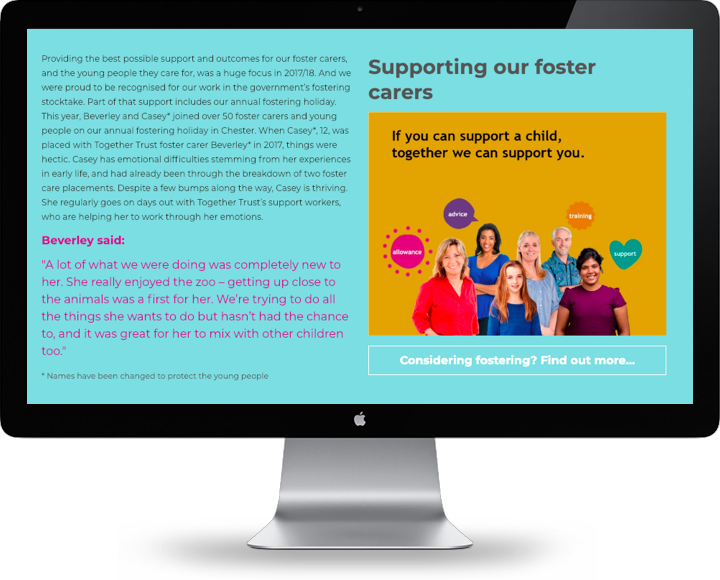 Providing the best possible support and outcomes for our foster carers,
and the young people they care for, was a huge focus in 2017/18. And we
were proud to be recognised for our work in the government's fostering
stocktake. Part of that support includes our annual fostering holiday.
This year, Beverley and Casey* joined over 50 foster carers and young
people on our annual fostering holiday in Chester. When Casey*, 12, was
placed with Together Trust foster carer Beverley* in 2017, things were
hectic. Casey has emotional difficulties stemming from her experiences
in early life, and had already been through the breakdown of two foster
care placements. Despite a few bumps along the way, Casey is thriving.
She regularly goes on days out with Together Trust's support workers,
who are helping her to work through her emotions.
Beverley said:
"A lot of what we were doing was completely new to
her. She really enjoyed the zoo – getting up close to
the animals was a first for her. We're trying to do all
the things she wants to do but hasn't had the chance
to, and it was great for her to mix with other children
too."
* Names have been changed to protect the young people
Supporting our foster
carers
If you can support a child,
together we can support you.
advice
training
allowance
support
Considering fostering? Find out more...